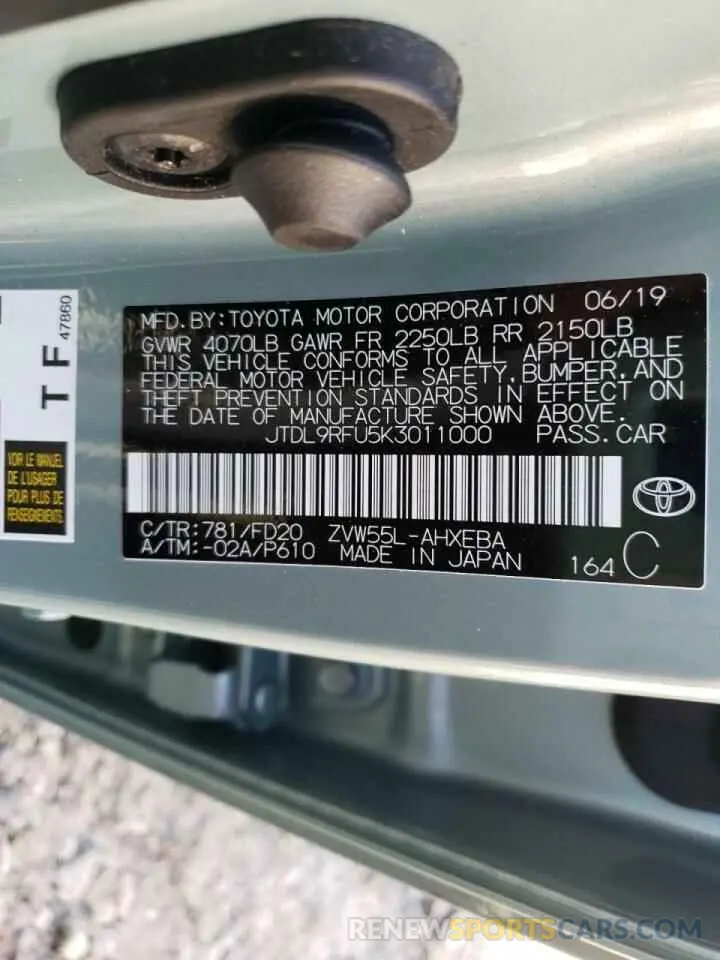 MFD. BY: TOYOTA MOTOR CORPORATION 06/19
GVWR 4070LB GAWR FR 2250LB RR 2150LB
THIS VEHICLE CONFORMS TO ALL APPLICABLE
FEDERAL MOTOR VEHICLE SAFETY, BUMPER, AND
THEFT PREVENTION STANDARDS IN EFFECT ON
THE DATE OF MANUFACTURE SHOWN ABOVE.
JTDL9RFU5K3011000 PASS. CAR
C/TR: 781/FD20 ZVW55L-AHXEBA
A/TM: -02A/P610 MADE IN JAPAN 164 C
TF
47860
VOIR LE MANUEL
DE L'USAGER
POUR PLUS DE
RENSEIGNEMENTS
RENEWSPORTSCARS.COM